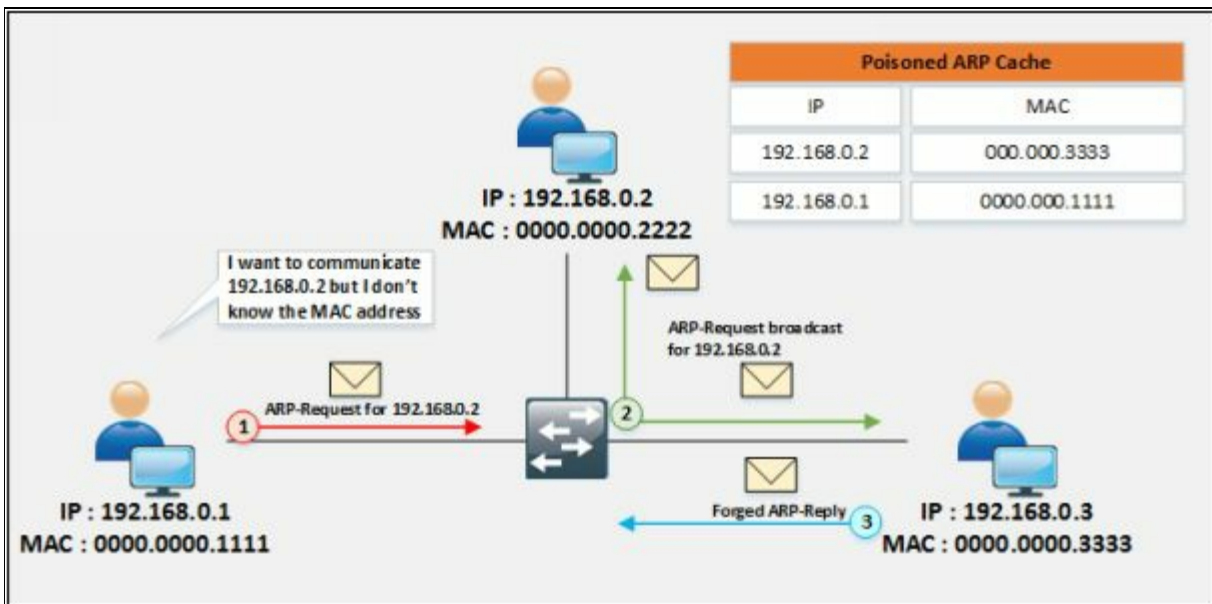 Poisoned ARP Cache
IP MAC
192.168.0.2 000.000.3333
192.168.0.1 0000.000.1111
IP : 192.168.0.2
MAC : 0000.0000.2222
I want to communicate
192.168.0.2 but I don't
know the MAC address
ARP-Request broadcast
for 192.168.0.2
ARP-Request for 192.168.0.2
1
2
Forged ARP-Reply
3
IP : 192.168.0.1
MAC : 0000.0000.1111
IP : 192.168.0.3
MAC : 0000.0000.3333